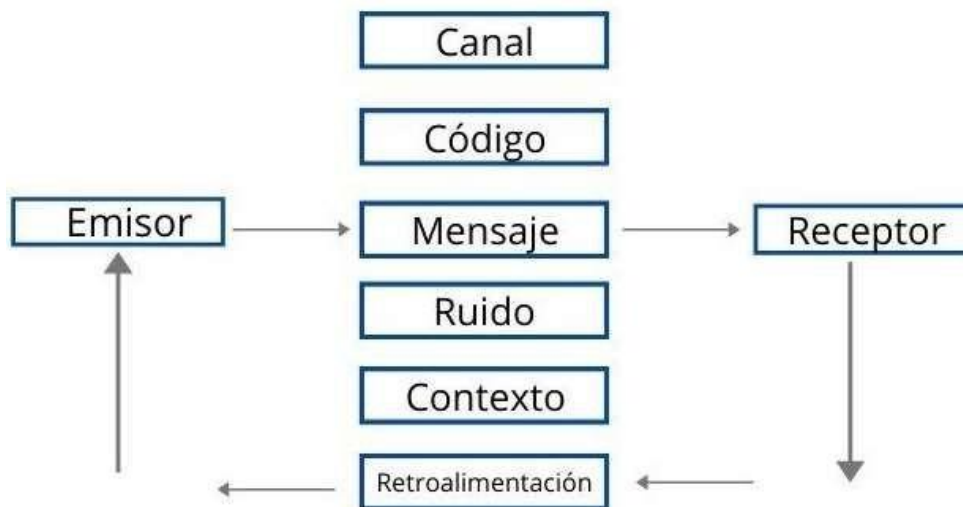 Canal
Código
Emisor
Mensaje
Receptor
Ruido
Contexto
Retroalimentación